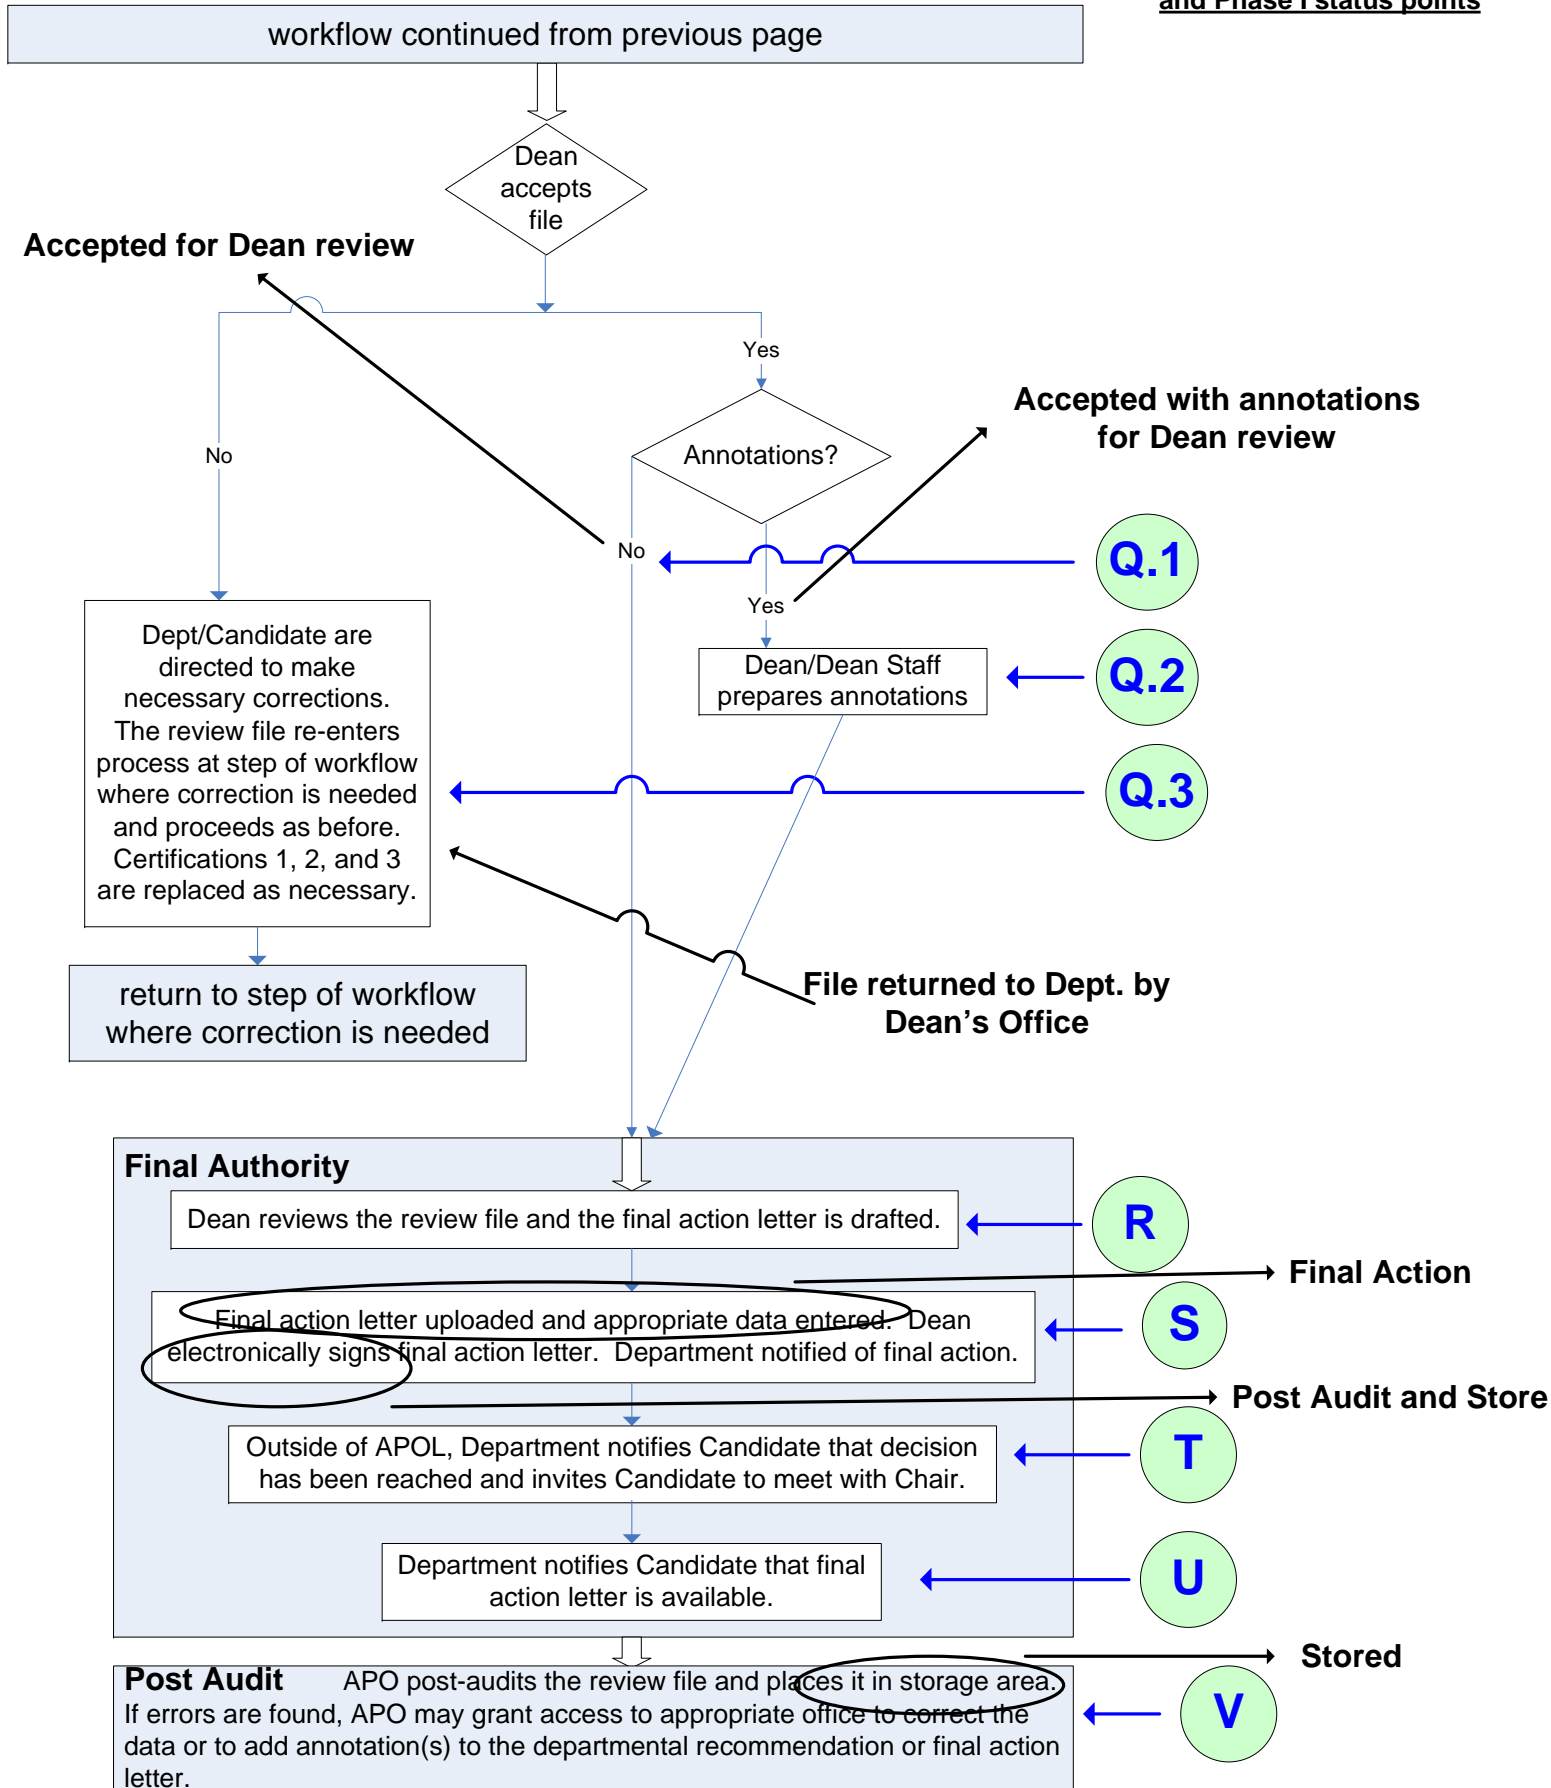 and Phase I status points
workflow continued from previous page
Dean
accepts
file
Accepted for Dean review
Yes
Accepted with annotations
for Dean review
No
Annotations?
Q.1
No
Yes
Dept/Candidate are
directed to make
necessary corrections.
The review file re-enters
process at step of workflow
where correction is needed
and proceeds as before.
Certifications 1, 2, and 3
are replaced as necessary.
Dean/Dean Staff
prepares annotations
Q.2
Q.3
return to step of workflow
where correction is needed
File returned to Dept. by
Dean’s Office
Final Authority
Dean reviews the review file and the final action letter is drafted.
R
Final Action
Final action letter uploaded and appropriate data entered.  Dean
electronically signs final action letter.  Department notified of final action.
S
Post Audit and Store
Outside of APOL, Department notifies Candidate that decision
has been reached and invites Candidate to meet with Chair.
T
Department notifies Candidate that final
action letter is available.
U
Stored
Post Audit     APO post-audits the review file and places it in storage area.
If errors are found, APO may grant access to appropriate office to correct the
data or to add annotation(s) to the departmental recommendation or final action
letter.
V